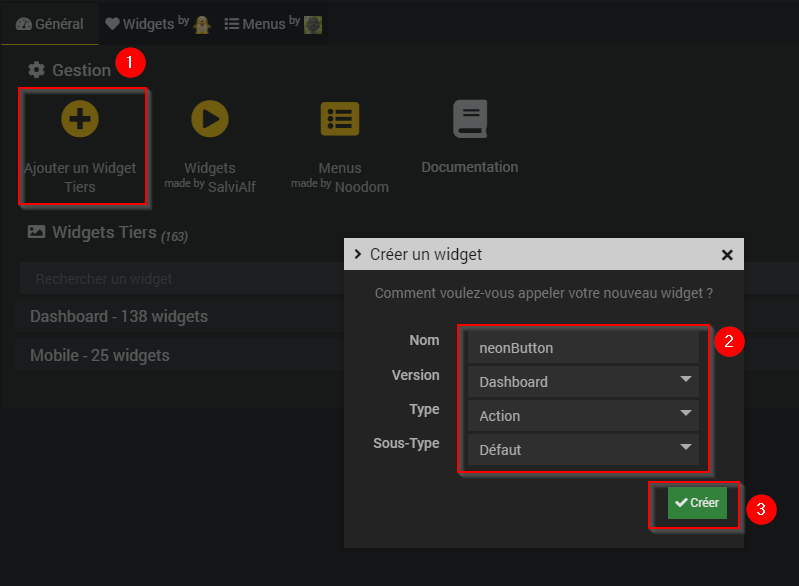 Général
Widgets by
Menus by
Gestion
1
Ajouter un Widget
Tiers
Widgets
made by SalviAlf
Menus
made by Noodom
Documentation
Widgets Tiers (163)
Rechercher un widget
Dashboard - 138 widgets
Mobile - 25 widgets
Créer un widget
Comment voulez-vous appeler votre nouveau widget ?
Nom
neonButton
2
Version
Dashboard
Type
Action
Sous-Type
Défaut
Créer
3